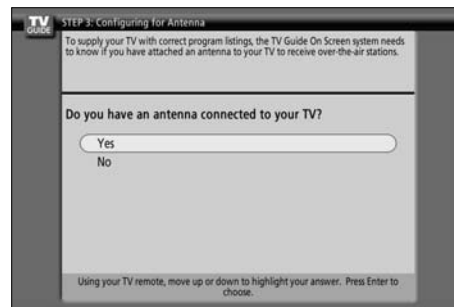 TV
GUIDE
STEP 3: Configuring for Antenna
To supply your TV with correct program listings, the TV Guide On Screen system needs
to know if you have attached an antenna to your TV to receive over-the-air stations.
Do you have an antenna connected to your TV?
Yes
No
Using your TV remote, move up or down to highlight your answer. Press Enter to
choose.